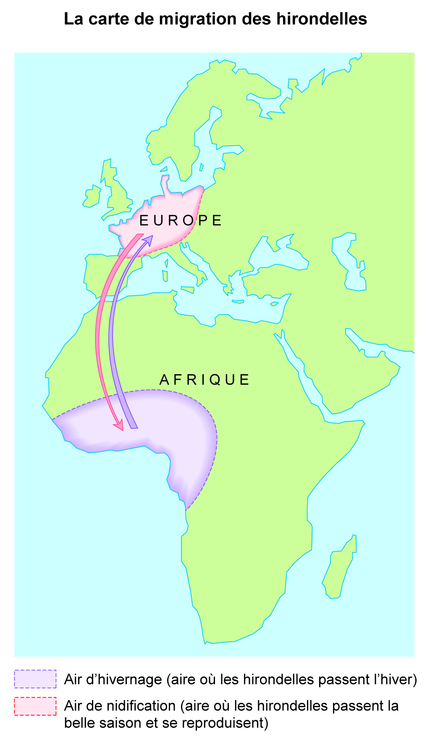 La carte de migration des hirondelles
EUROPE
AFRIQUE
Air d’hivernage (aire où les hirondelles passent l’hiver)
Air de nidification (aire où les hirondelles passent la
belle saison et se reproduisent)